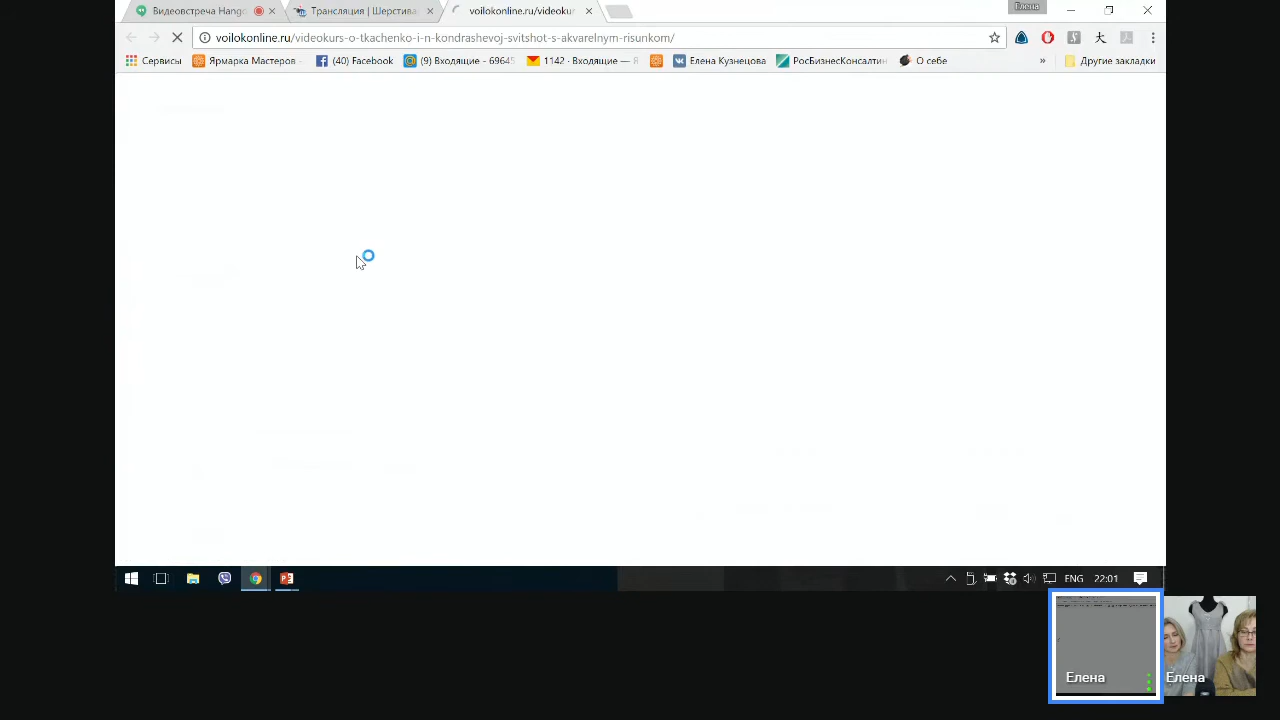 Елена
Видеовстреча Hango
Трансляция | Шерстива
voilokonline.ru/videoku
voilokonline.ru/videokurs-o-tkachenko-i-n-kondrashevoj-svitshot-s-akvarelnym-risunkom/
Сервисы
Ярмарка Мастеров -
(40) Facebook
(9) Входящие - 69645
1142 · Входящие — Я
Елена Кузнецова
РосБизнесКонсалтин
О себе
»
Другие закладки
ENG
22:01
Елена
Елена